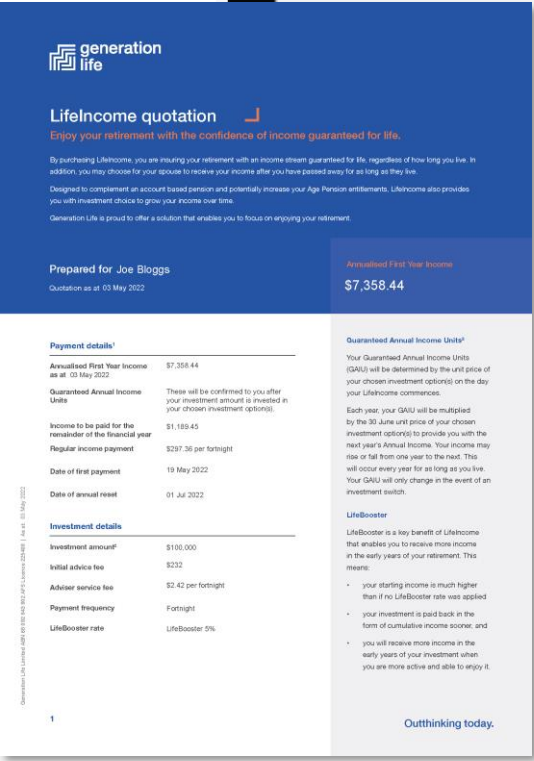 generation
life
LifeIncome quotation
Enjoy your retirement with the confidence of income guaranteed for life.
By purchasing LifeIncome, you are insuring your retirement with an income stream guaranteed for life, regardless of how long you live. In
addition, you may choose for your spouse to receive your income after you have passed away for as long as they live.
Designed to complement an account based pension and potentially increase your Age Pension entitlements, LifeIncome also provides
you with investment choice to grow your income over time.
Generation Life is proud to offer a solution that enables you to focus on enjoying your retirement.
Prepared for Joe Bloggs
Quotation as at 03 May 2022
Annualised First Year Income
$7,358.44
Payment details¹
Annualised First Year Income
as at 03 May 2022
$7,358.44
Guaranteed Annual Income
Units
These will be confirmed to you after
your investment amount is invested in
your chosen investment option(s).
Income to be paid for the
remainder of the financial year
$1,189.45
Regular income payment
$297.36 per fortnight
Date of first payment
19 May 2022
Date of annual reset
01 Jul 2022
Investment details
Investment amount
$100,000
Initial advice fee
$232
Adviser service fee
$2.42 per fortnight
Payment frequency
Fortnight
LifeBooster rate
LifeBooster 5%
Guaranteed Annual Income Units
Your Guaranteed Annual Income Units
(GAIU) will be determined by the unit price of
your chosen investment option(s) on the day
your LifeIncome commences.
Each year, your GAIU will be multiplied
by the 30 June unit price of your chosen
investment option(s) to provide you with the
next year's Annual Income. Your income may
rise or fall from one year to the next. This
will occur every year for as long as you live.
Your GAIU will only change in the event of an
investment switch.
LifeBooster
LifeBooster is a key benefit of LifeIncome
that enables you to receive more income
in the early years of your retirement. This
means:
• your starting income is much higher
than if no LifeBooster rate was applied
• your investment is paid back in the
form of cumulative income sooner, and
• you will receive more income in the
early years of your investment when
you are more active and able to enjoy it.
Generation Life Limited ABN 68 092 843 902 AFS Licence 225408 | As at 03 May 2022
1
Outthinking today.